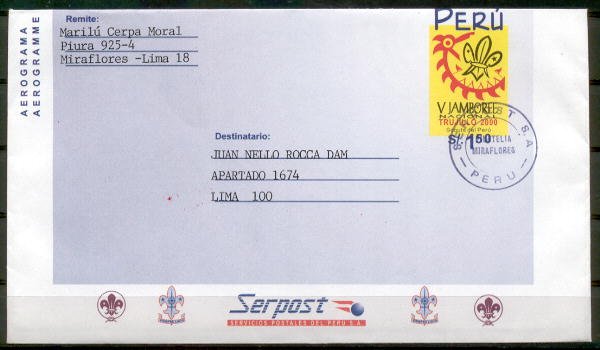 AEROGRAMA
AEROGRAMME
Remite:
Marilú Cerpa Moral
Piura 925-4
Miraflores -Lima 18
PERÚ
V JAMBOREE
NACIONAL
TRUJILLO 2000
Scouts del Perú
S/. 1.50
POST S.A.
FILATELIA
MIRAFLORES
- PERU -
Destinatario:
JUAN NELLO ROCCA DAM
APARTADO 1674
LIMA 100
Serpost
SERVICIOS POSTALES DEL PERU S.A.